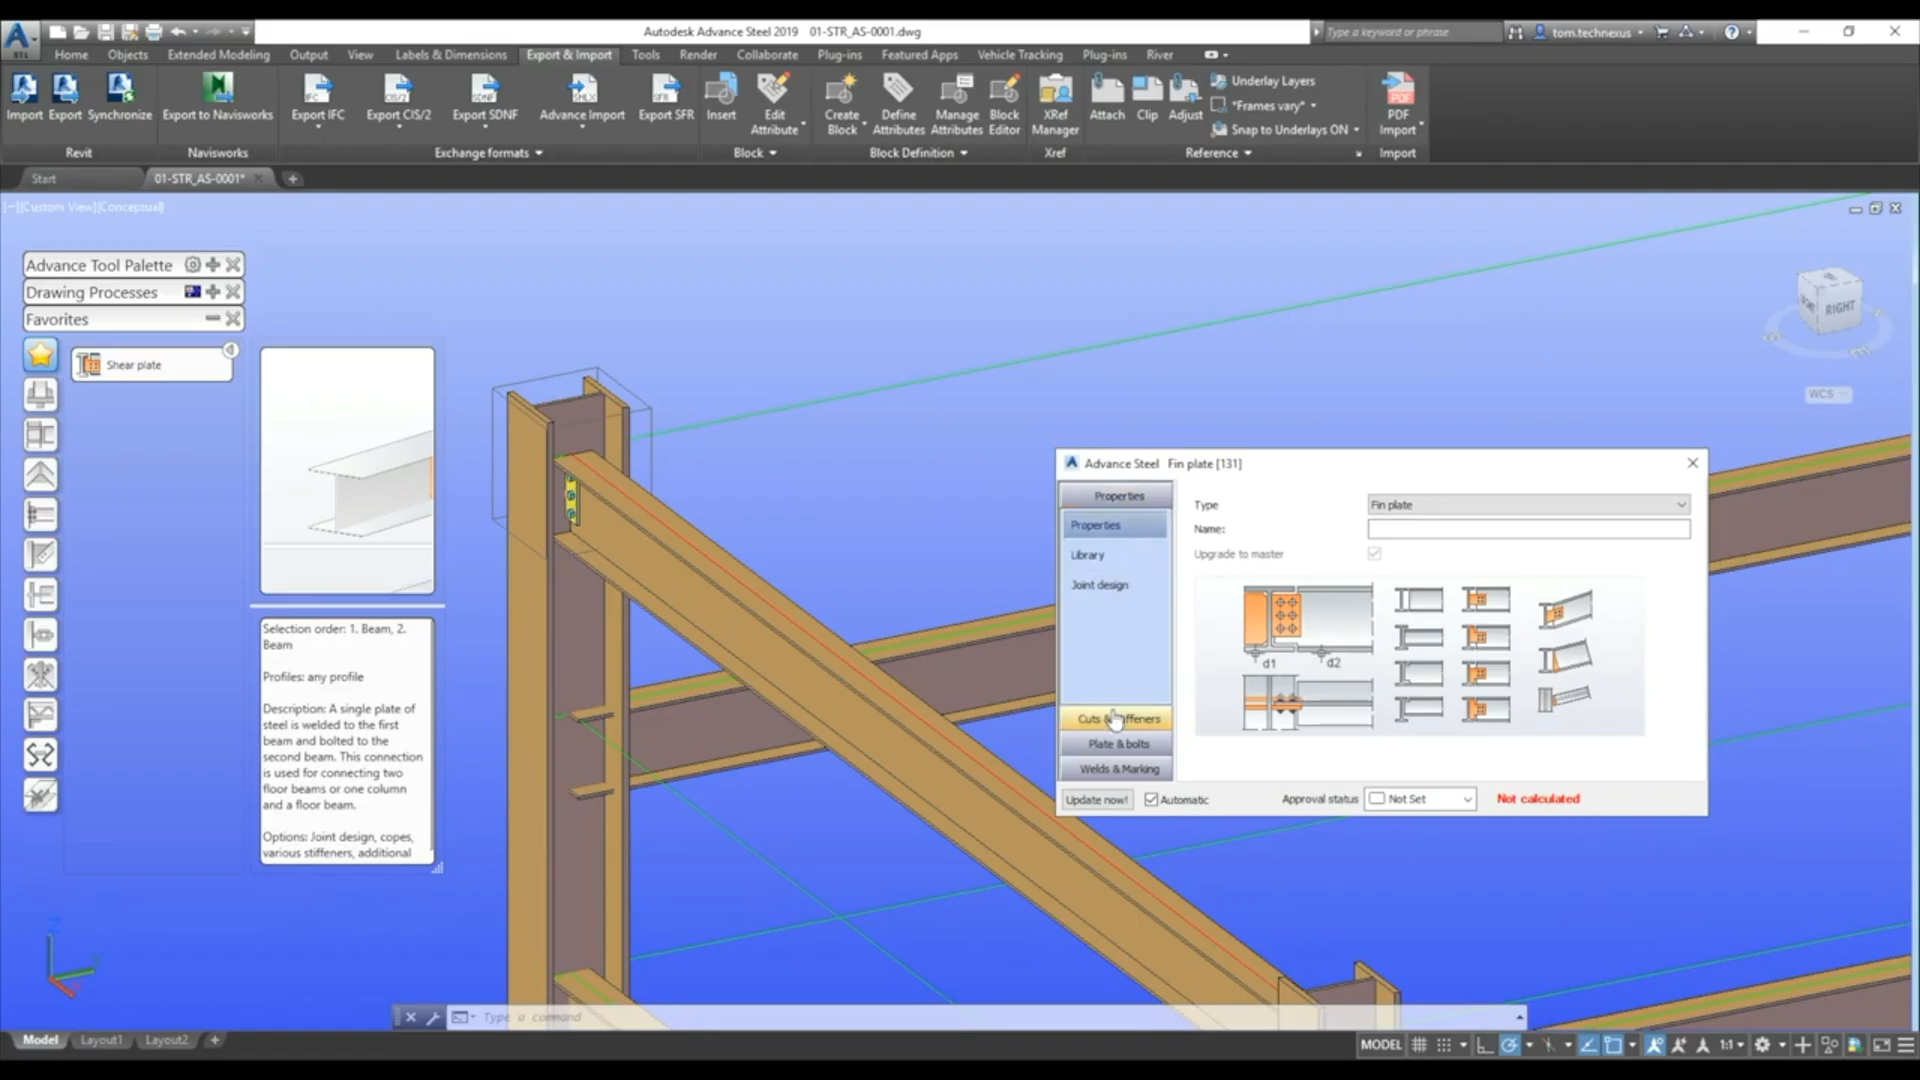 Autodesk Advance Steel 2019 01-STR_AS-0001.dwg
Type a keyword or phrase
tom.technexus
STL
Home Objects Extended Modeling Output View Labels & Dimensions Export & Import Tools Render Collaborate Plug-ins Featured Apps Vehicle Tracking Plug-ins River
Import Export Synchronize Export to Navisworks Export IFC Export CIS/2 Export SDNF Advance Import Export SFR Insert Edit Attribute Create Block Define Attributes Manage Attributes Block Editor XRef Manager Attach Clip Adjust
Underlay Layers
*Frames vary*
Snap to Underlays ON
PDF Import
Revit Navisworks Exchange formats Block Block Definition Xref Reference Import
Start 01-STR_AS-0001*
[−][Custom View][Conceptual]
Advance Tool Palette
Drawing Processes
Favorites
Shear plate
Selection order: 1. Beam, 2.
Beam
Profiles: any profile
Description: A single plate of
steel is welded to the first
beam and bolted to the
second beam. This connection
is used for connecting two
floor beams or one column
and a floor beam.
Options: Joint design, copes,
various stiffeners, additional
RIGHT
WCS
Advance Steel Fin plate [131]
Properties
Properties
Library
Joint design
Plate & bolts
Welds & Marking
Type Fin plate
Name:
Upgrade to master
d1 d2
Update now! Automatic Approval status Not Set Not calculated
Type a command
Model Layout1 Layout2
MODEL 1:1